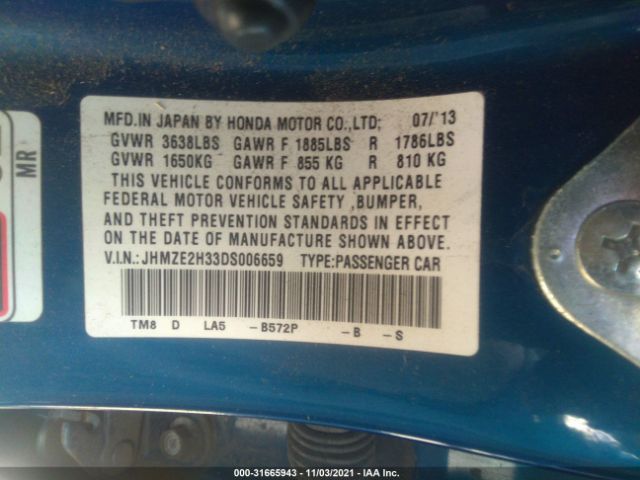 MFD.IN JAPAN BY HONDA MOTOR CO.,LTD; 07/'13
GVWR 3638LBS GAWR F 1885LBS R 1786LBS
GVWR 1650KG GAWR F 855 KG R 810 KG
THIS VEHICLE CONFORMS TO ALL APPLICABLE
FEDERAL MOTOR VEHICLE SAFETY ,BUMPER,
AND THEFT PREVENTION STANDARDS IN EFFECT
ON THE DATE OF MANUFACTURE SHOWN ABOVE.
V.I.N.:JHMZE2H33DS006659 TYPE:PASSENGER CAR
TM8 D LA5 -B572P -B -S
MR
000-31665943 - 11/03/2021 - IAA Inc.